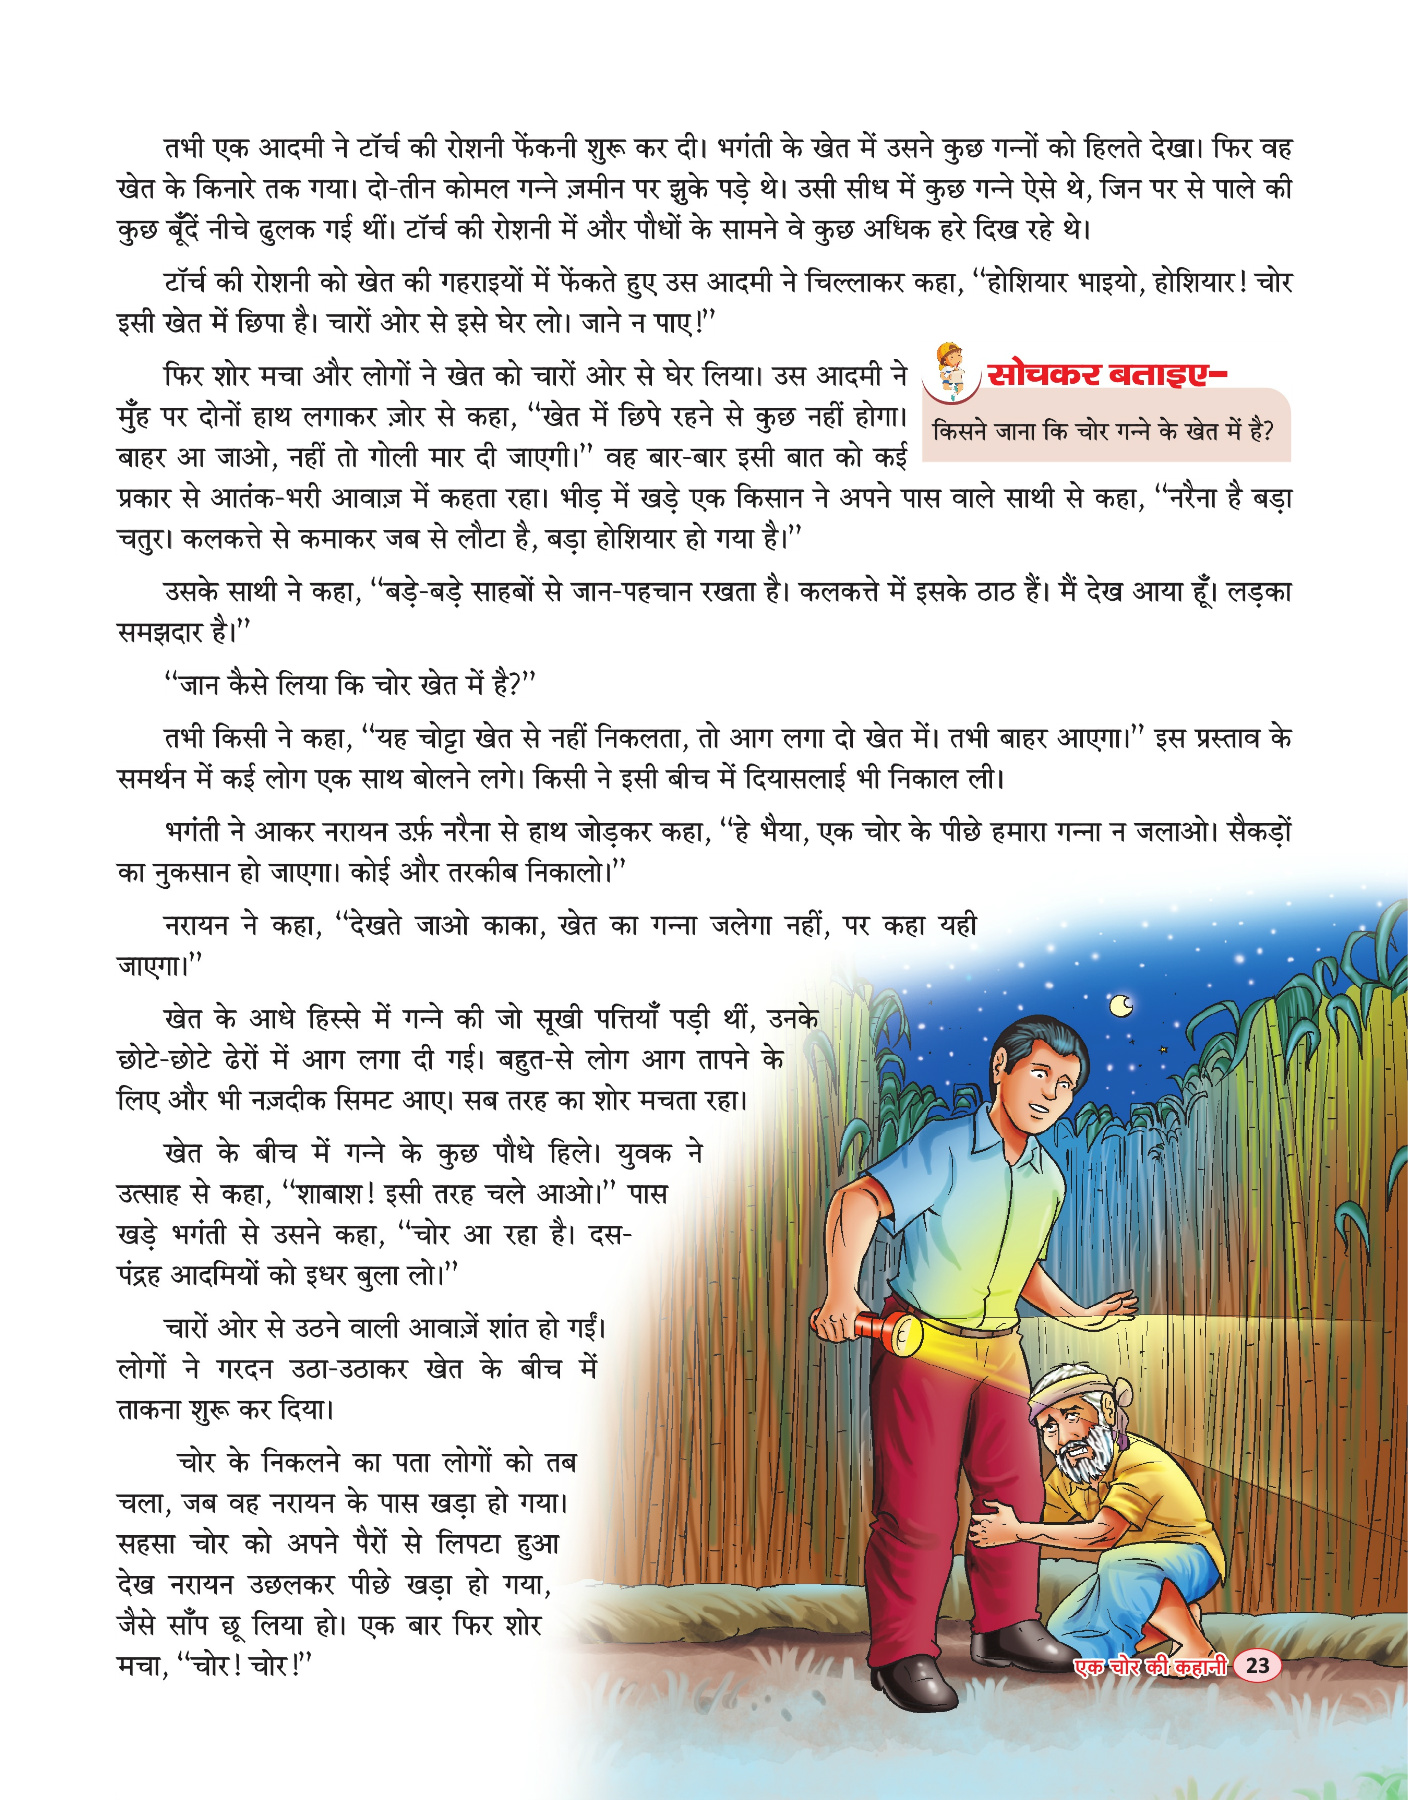 तभी एक आदमी ने टॉर्च की रोशनी फेंकनी शुरू कर दी। भगंती के खेत में उसने कुछ गन्नों को हिलते देखा। फिर वह
खेत के किनारे तक गया। दो-तीन कोमल गन्ने ज़मीन पर झुके पड़े थे। उसी सीध में कुछ गन्ने ऐसे थे, जिन पर से पाले की
कुछ बूँदें नीचे ढुलक गई थीं। टॉर्च की रोशनी में और पौधों के सामने वे कुछ अधिक हरे दिख रहे थे।
टॉर्च की रोशनी को खेत की गहराइयों में फेंकते हुए उस आदमी ने चिल्लाकर कहा, “होशियार भाइयो, होशियार! चोर
इसी खेत में छिपा है। चारों ओर से इसे घेर लो। जाने न पाए!”
फिर शोर मचा और लोगों ने खेत को चारों ओर से घेर लिया। उस आदमी ने
मुँह पर दोनों हाथ लगाकर ज़ोर से कहा, “खेत में छिपे रहने से कुछ नहीं होगा।
बाहर आ जाओ, नहीं तो गोली मार दी जाएगी।” वह बार-बार इसी बात को कई
सोचकर बताइए–
किसने जाना कि चोर गन्ने के खेत में है?
प्रकार से आतंक-भरी आवाज़ में कहता रहा। भीड़ में खड़े एक किसान ने अपने पास वाले साथी से कहा, “नरैना है बड़ा
चतुर। कलकत्ते से कमाकर जब से लौटा है, बड़ा होशियार हो गया है।”
उसके साथी ने कहा, “बड़े-बड़े साहबों से जान-पहचान रखता है। कलकत्ते में इसके ठाठ हैं। मैं देख आया हूँ। लड़का
समझदार है।”
“जान कैसे लिया कि चोर खेत में है?”
तभी किसी ने कहा, “यह चोट्टा खेत से नहीं निकलता, तो आग लगा दो खेत में। तभी बाहर आएगा।” इस प्रस्ताव के
समर्थन में कई लोग एक साथ बोलने लगे। किसी ने इसी बीच में दियासलाई भी निकाल ली।
भगंती ने आकर नरायन उर्फ़ नरैना से हाथ जोड़कर कहा, “हे भैया, एक चोर के पीछे हमारा गन्ना न जलाओ। सैकड़ों
का नुकसान हो जाएगा। कोई और तरकीब निकालो।”
नरायन ने कहा, “देखते जाओ काका, खेत का गन्ना जलेगा नहीं, पर कहा यही
जाएगा।”
खेत के आधे हिस्से में गन्ने की जो सूखी पत्तियाँ पड़ी थीं, उनके
छोटे-छोटे ढेरों में आग लगा दी गई। बहुत-से लोग आग तापने के
लिए और भी नज़दीक सिमट आए। सब तरह का शोर मचता रहा।
खेत के बीच में गन्ने के कुछ पौधे हिले। युवक ने
उत्साह से कहा, “शाबाश! इसी तरह चले आओ।” पास
खड़े भगंती से उसने कहा, “चोर आ रहा है। दस-
पंद्रह आदमियों को इधर बुला लो।”
चारों ओर से उठने वाली आवाज़ें शांत हो गईं।
लोगों ने गरदन उठा-उठाकर खेत के बीच में
ताकना शुरू कर दिया।
चोर के निकलने का पता लोगों को तब
चला, जब वह नरायन के पास खड़ा हो गया।
सहसा चोर को अपने पैरों से लिपटा हुआ
देख नरायन उछलकर पीछे खड़ा हो गया,
जैसे साँप छू लिया हो। एक बार फिर शोर
मचा, “चोर! चोर!”
एक चोर की कहानी 23